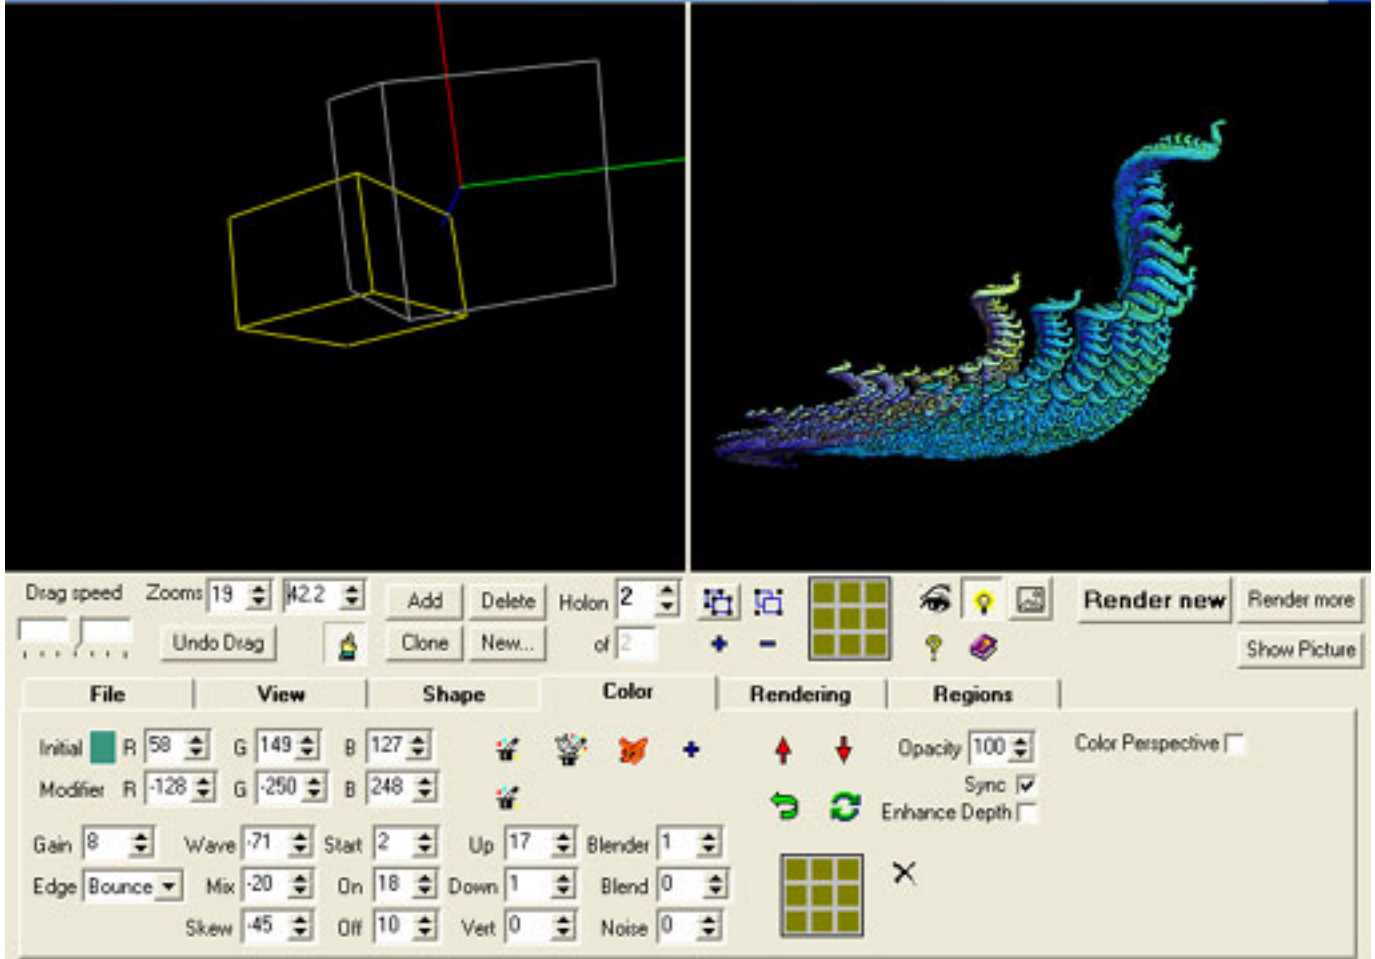 Drag speed Zooms 19 42.2 Add Delete Holon 2 Render new Render more
Undo Drag Clone New... of 2 Show Picture
File View Shape Color Rendering Regions
Initial R 58 G 149 B 127 Opacity 100 Color Perspective
Modifier R -128 G -250 B 248 Sync
Enhance Depth
Gain 8 Wave -71 Start 2 Up 17 Blender 1
Edge Bounce Mix -20 On 18 Down 1 Blend 0
Skew -45 Off 10 Vert 0 Noise 0